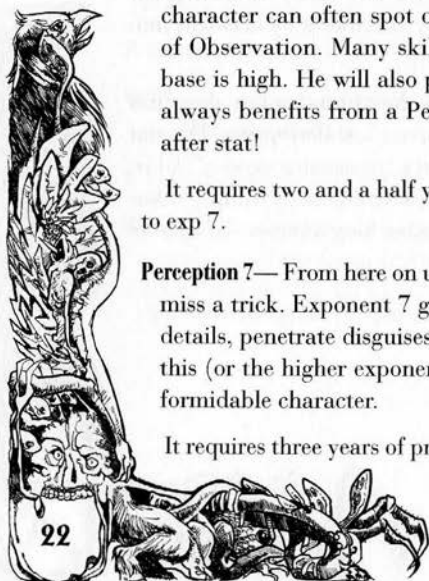 character can often spot o
of Observation. Many skil
base is high. He will also p
always benefits from a Pe
after stat!
It requires two and a half y
to exp 7.
Perception 7— From here on u
miss a trick. Exponent 7 g
details, penetrate disguises
this (or the higher exponen
formidable character.
It requires three years of pr
22